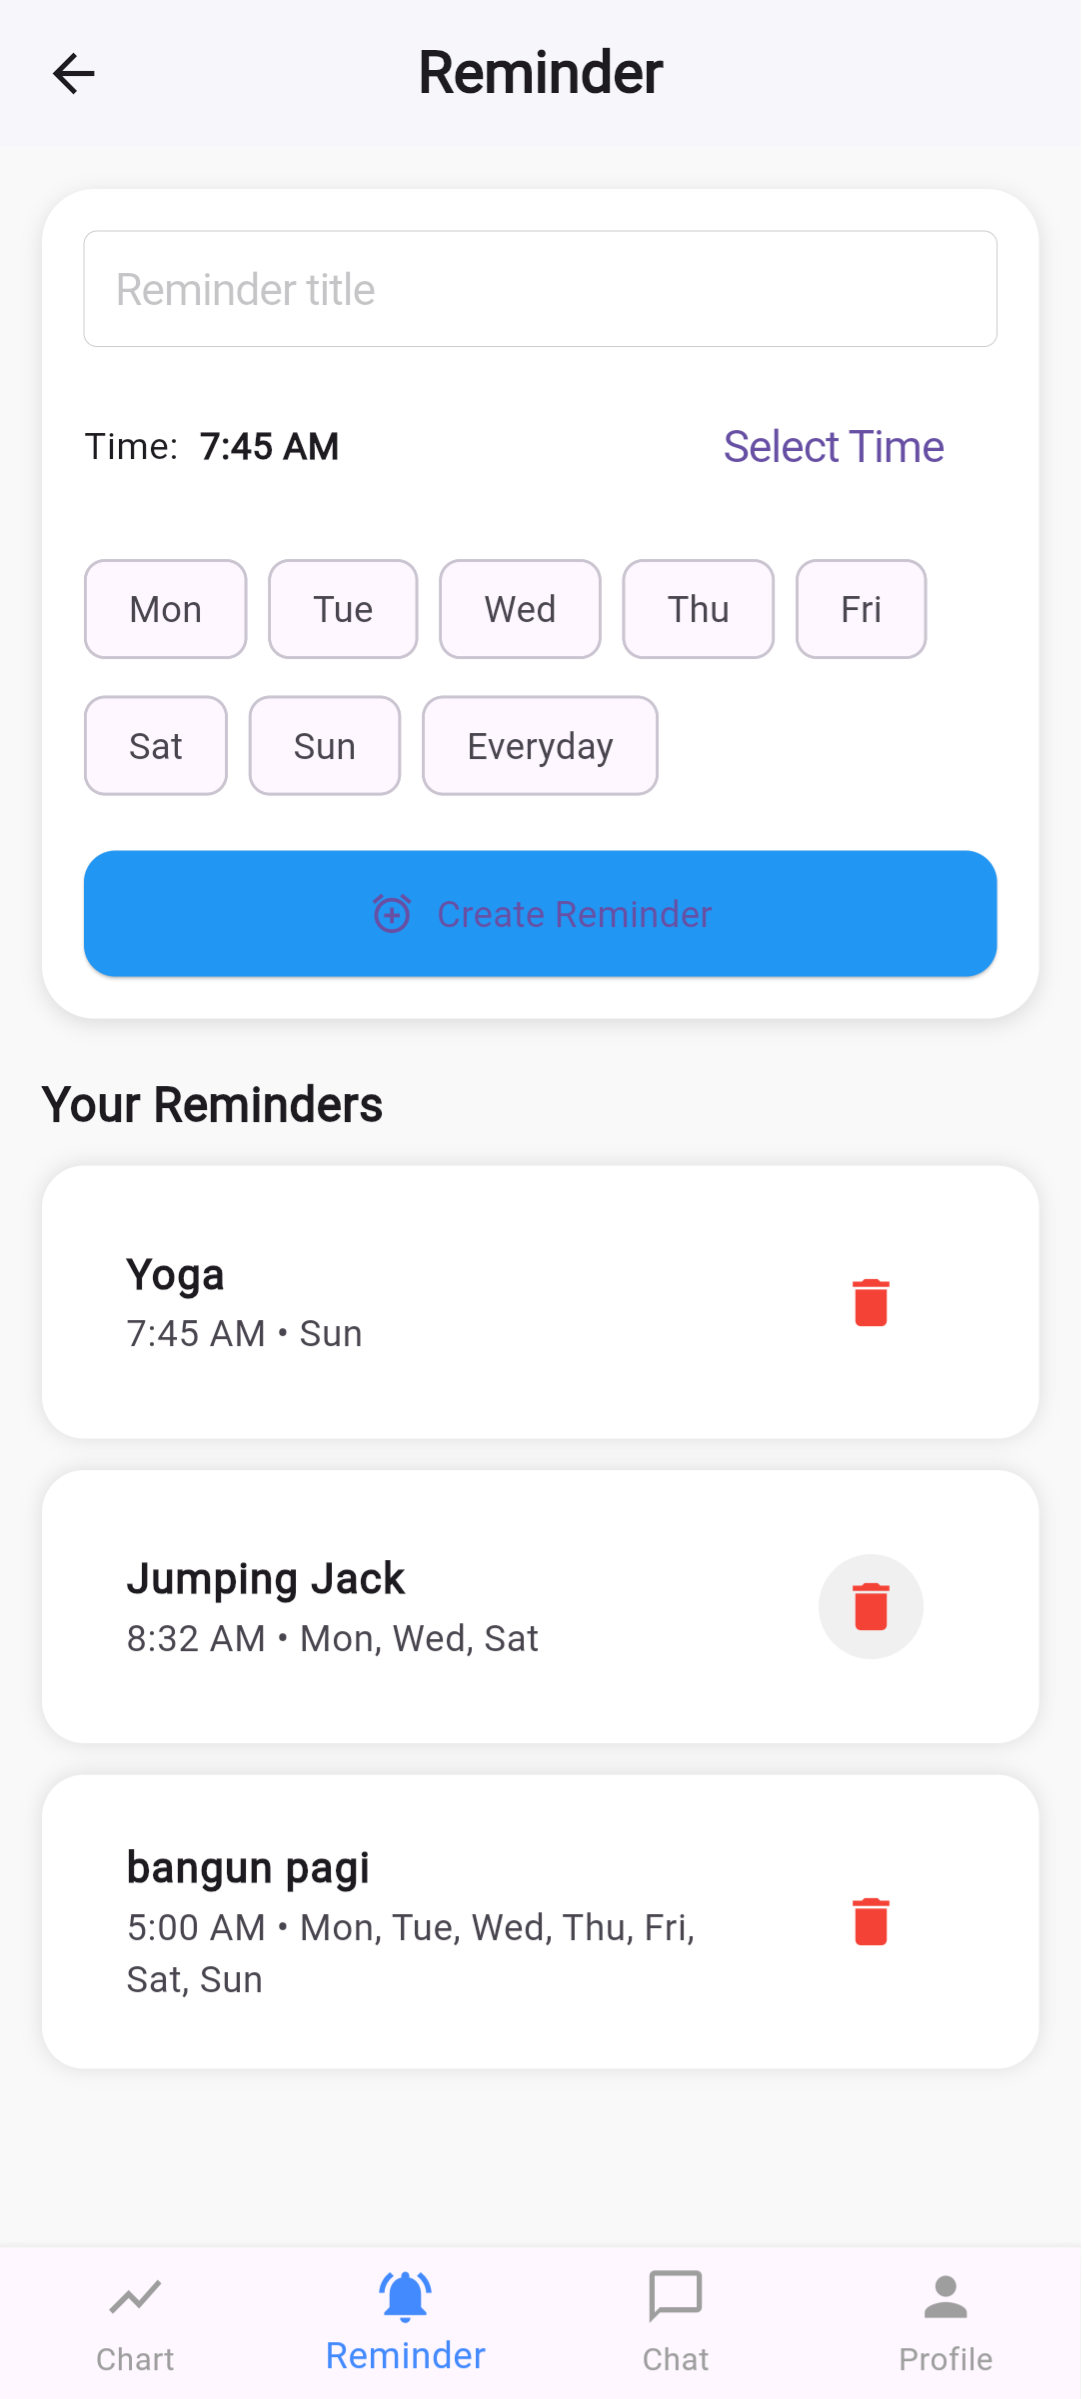 Reminder
Reminder title
Time: 7:45 AM Select Time
Mon Tue Wed Thu Fri
Sat Sun Everyday
Create Reminder
Your Reminders
Yoga
7:45 AM • Sun
Jumping Jack
8:32 AM • Mon, Wed, Sat
bangun pagi
5:00 AM • Mon, Tue, Wed, Thu, Fri,
Sat, Sun
Chart Reminder Chat Profile